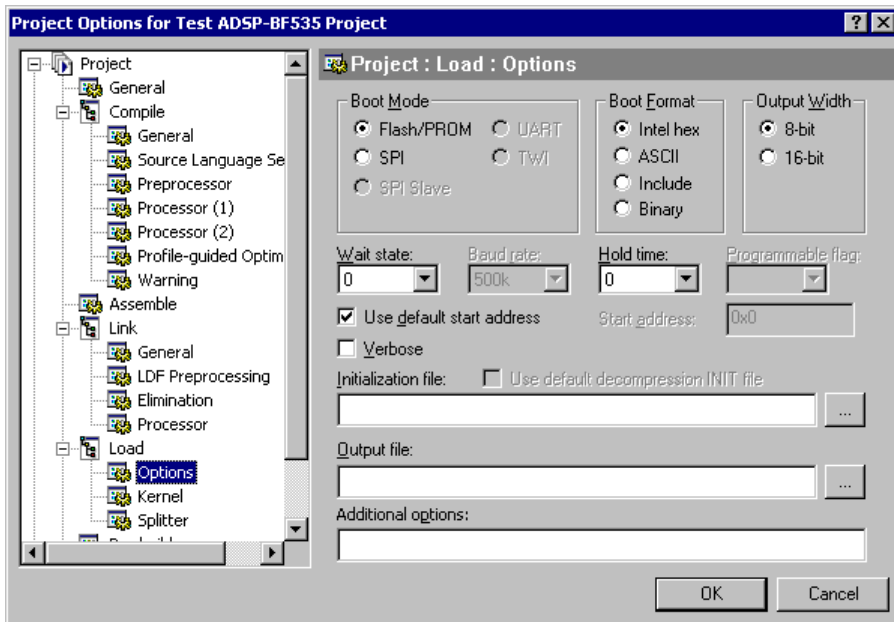 Project Options for Test ADSP-BF535 Project
Project
General
Compile
General
Source Language Se
Preprocessor
Processor (1)
Processor (2)
Profile-guided Optim
Warning
Assemble
Link
General
LDF Preprocessing
Elimination
Processor
Load
Options
Kernel
Splitter
Project : Load : Options
Boot Mode
Flash/PROM
UART
SPI
TWI
SPI Slave
Boot Format
Intel hex
ASCII
Include
Binary
Output Width
8-bit
16-bit
Wait state:
0
Baud rate:
500k
Hold time:
0
Programmable flag:
Use default start address
Start address:
0x0
Verbose
Initialization file:
Use default decompression INIT file
...
Output file:
...
Additional options:
OK
Cancel